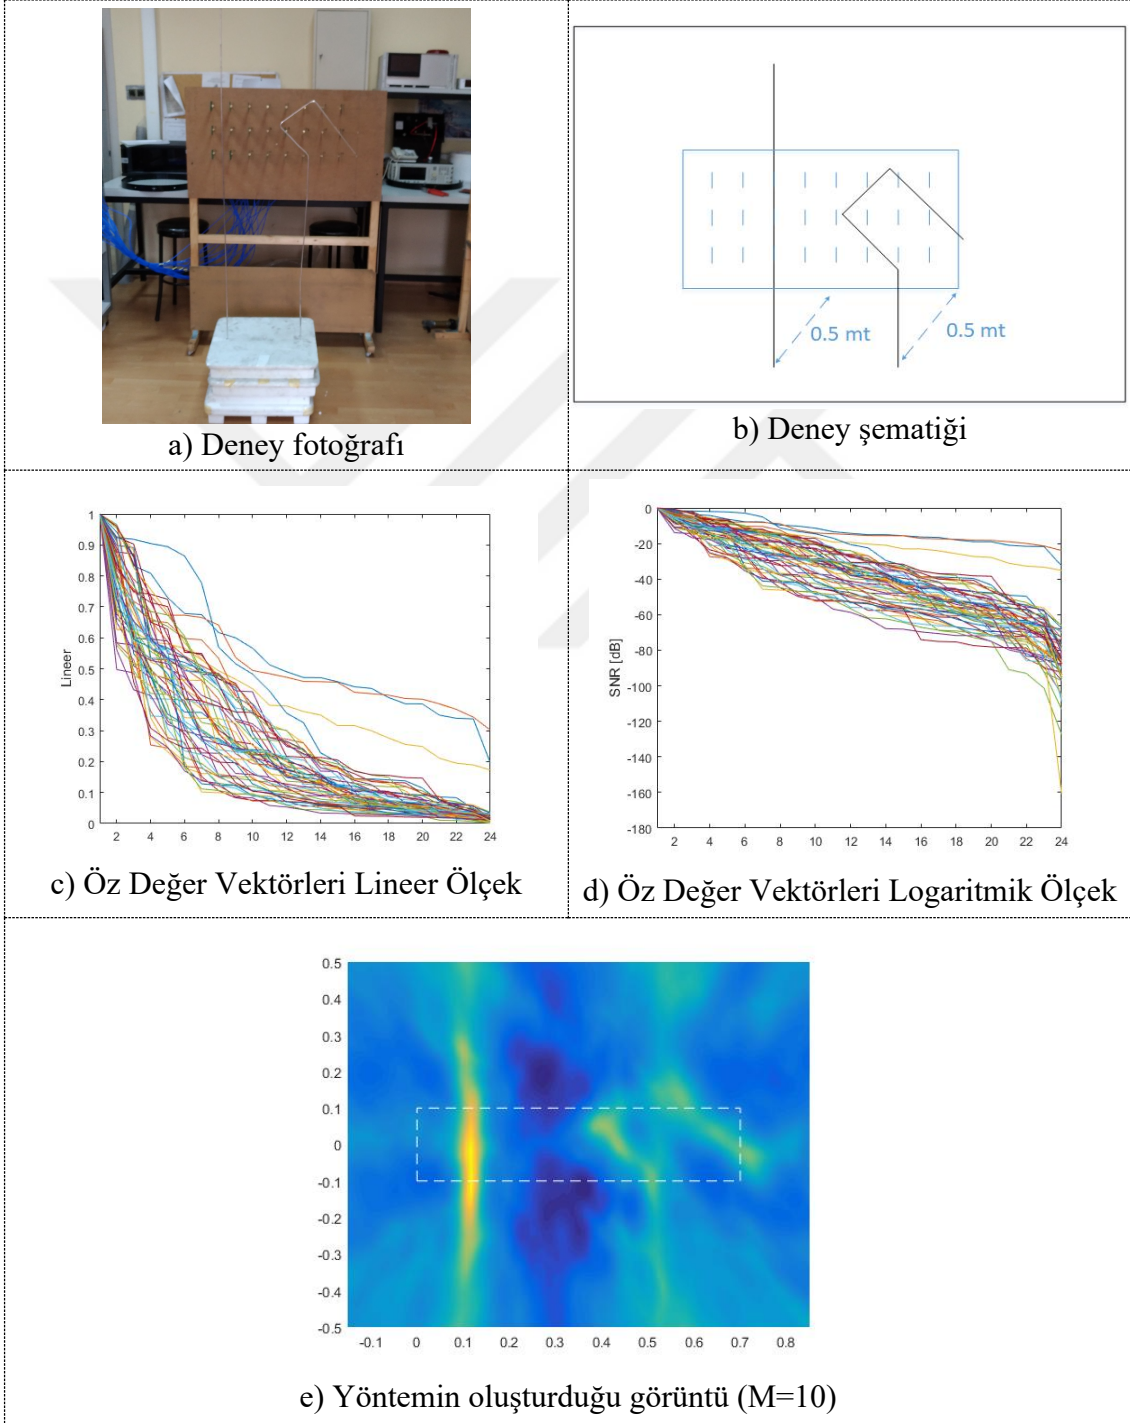 a) Deney fotoğrafı
0.5 mt
0.5 mt
b) Deney şematiği
1
0.9
0.8
0.7
0.6
0.5
0.4
0.3
0.2
0.1
0
Lineer
2 4 6 8 10 12 14 16 18 20 22 24
c) Öz Değer Vektörleri Lineer Ölçek
0
-20
-40
-60
-80
-100
-120
-140
-160
-180
SNR [dB]
2 4 6 8 10 12 14 16 18 20 22 24
d) Öz Değer Vektörleri Logaritmik Ölçek
0.5
0.4
0.3
0.2
0.1
0
-0.1
-0.2
-0.3
-0.4
-0.5
-0.1 0 0.1 0.2 0.3 0.4 0.5 0.6 0.7 0.8
e) Yöntemin oluşturduğu görüntü (M=10)